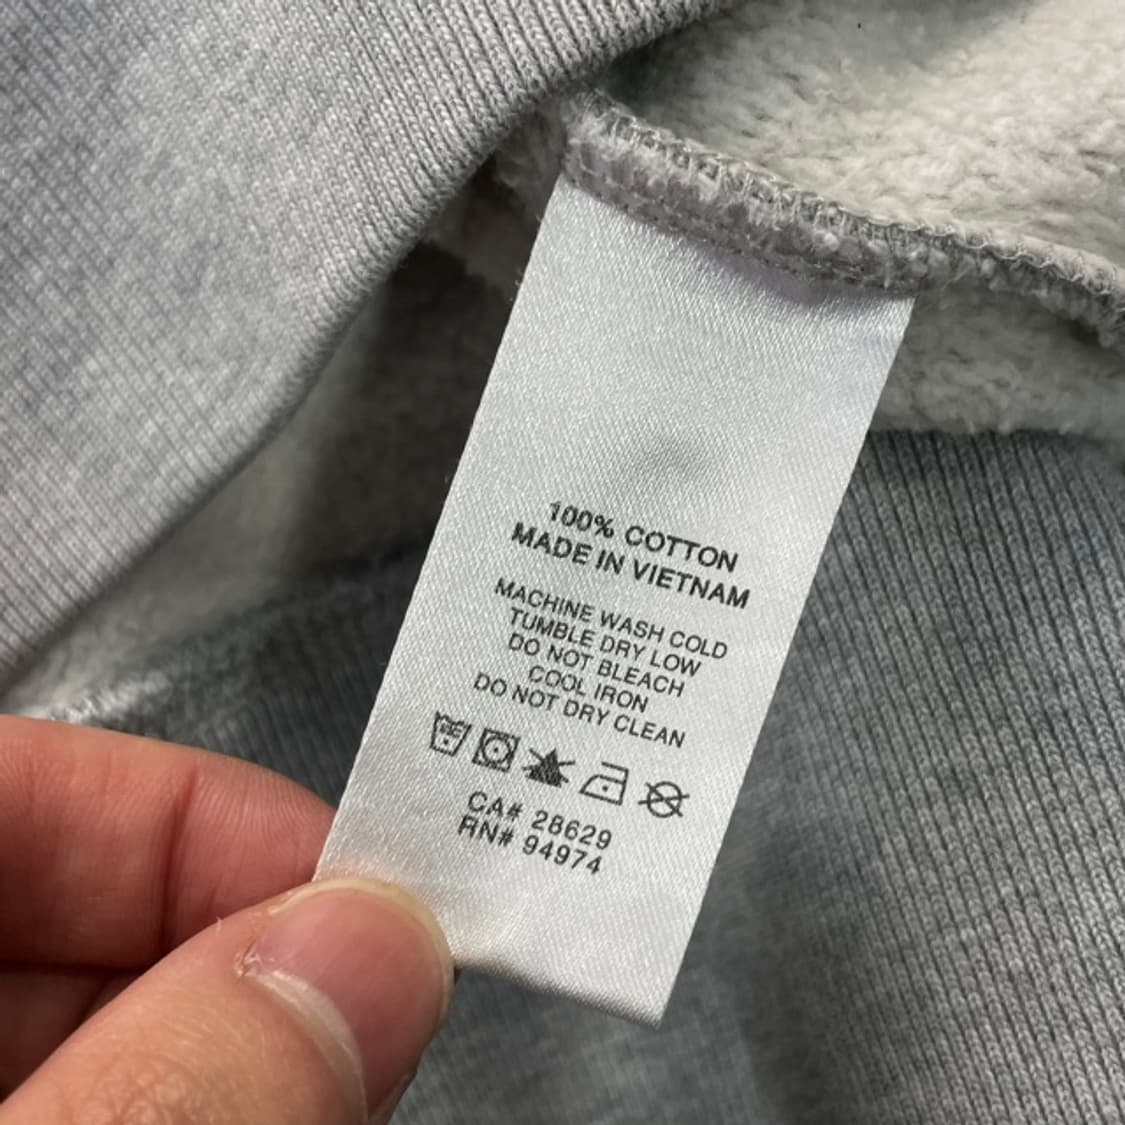 100% COTTON
MADE IN VIETNAM
MACHINE WASH COLD
TUMBLE DRY LOW
DO NOT BLEACH
COOL IRON
DO NOT DRY CLEAN
CA# 28629
RN# 94974